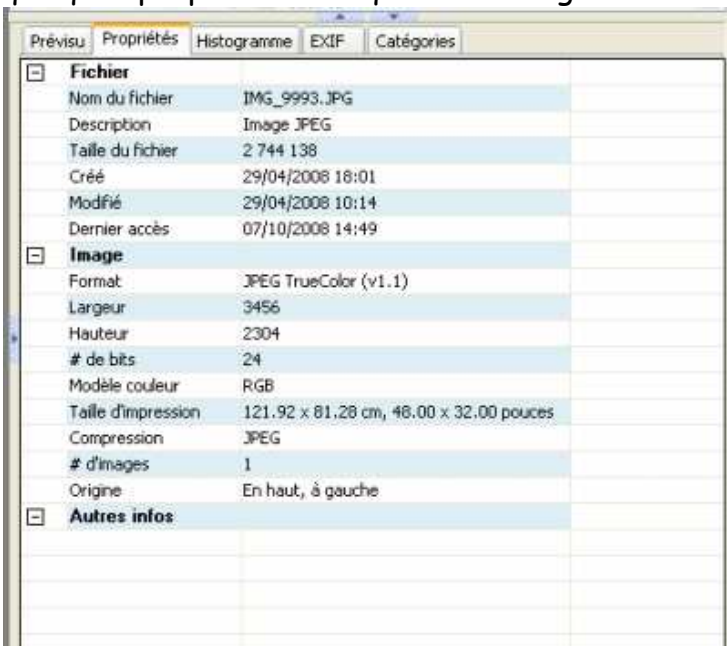 Prévisu Propriétés Histogramme EXIF Catégories
Fichier
Nom du fichier IMG_9993.JPG
Description Image JPEG
Taille du fichier 2 744 138
Créé 29/04/2008 18:01
Modifié 29/04/2008 10:14
Dernier accès 07/10/2008 14:49
Image
Format JPEG TrueColor (v1.1)
Largeur 3456
Hauteur 2304
# de bits 24
Modèle couleur RGB
Taille d'impression 121.92 x 81.28 cm, 48.00 x 32.00 pouces
Compression JPEG
# d'images 1
Origine En haut, à gauche
Autres infos